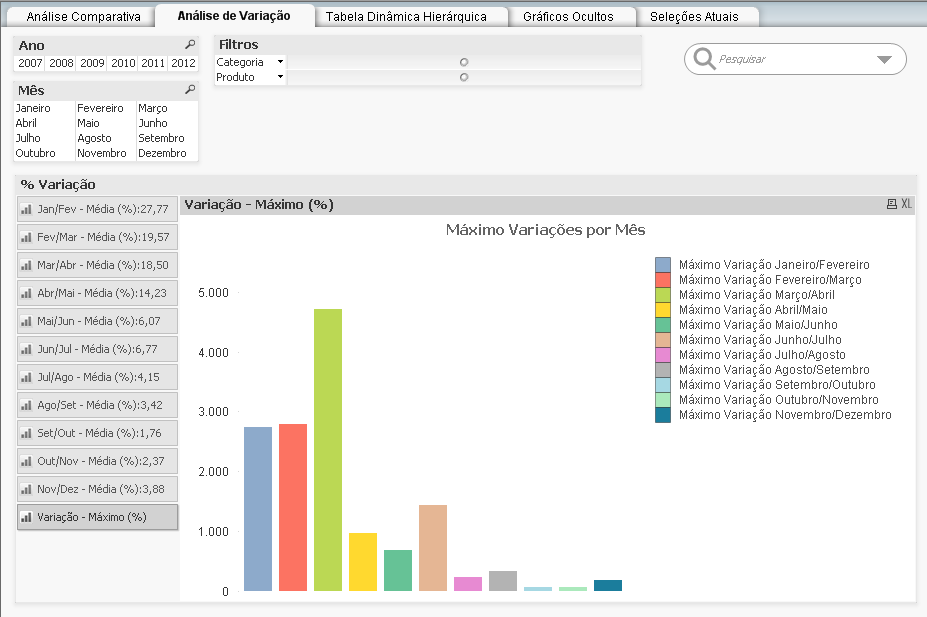 Análise Comparativa
Análise de Variação
Tabela Dinâmica Hierárquica
Gráficos Ocultos
Seleções Atuais
Ano
2007 2008 2009 2010 2011 2012
Mês
Janeiro Fevereiro Março
Abril Maio Junho
Julho Agosto Setembro
Outubro Novembro Dezembro
Filtros
Categoria
Produto
Pesquisar
% Variação
Jan/Fev - Média (%):27,77
Fev/Mar - Média (%):19,57
Mar/Abr - Média (%):18,50
Abr/Mai - Média (%):14,23
Mai/Jun - Média (%):6,07
Jun/Jul - Média (%):6,77
Jul/Ago - Média (%):4,15
Ago/Set - Média (%):3,42
Set/Out - Média (%):1,76
Out/Nov - Média (%):2,37
Nov/Dez - Média (%):3,88
Variação - Máximo (%)
Variação - Máximo (%)
XL
Máximo Variações por Mês
5.000
4.000
3.000
2.000
1.000
0
Máximo Variação Janeiro/Fevereiro
Máximo Variação Fevereiro/Março
Máximo Variação Março/Abril
Máximo Variação Abril/Maio
Máximo Variação Maio/Junho
Máximo Variação Junho/Julho
Máximo Variação Julho/Agosto
Máximo Variação Agosto/Setembro
Máximo Variação Setembro/Outubro
Máximo Variação Outubro/Novembro
Máximo Variação Novembro/Dezembro